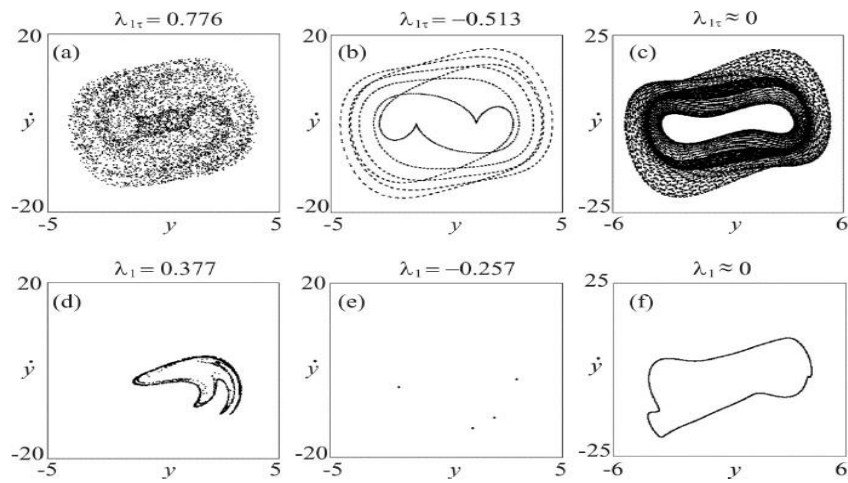 λ1τ = 0.776
λ1τ = −0.513
λ1τ ≈ 0
20
(a)
ẏ
-20
-5
y
5
20
(b)
ẏ
-20
-5
y
5
25
(c)
ẏ
-25
-6
y
6
λ1 = 0.377
λ1 = −0.257
λ1 ≈ 0
20
(d)
ẏ
-20
-5
y
5
20
(e)
ẏ
-20
-5
y
5
25
(f)
ẏ
-25
-6
y
6